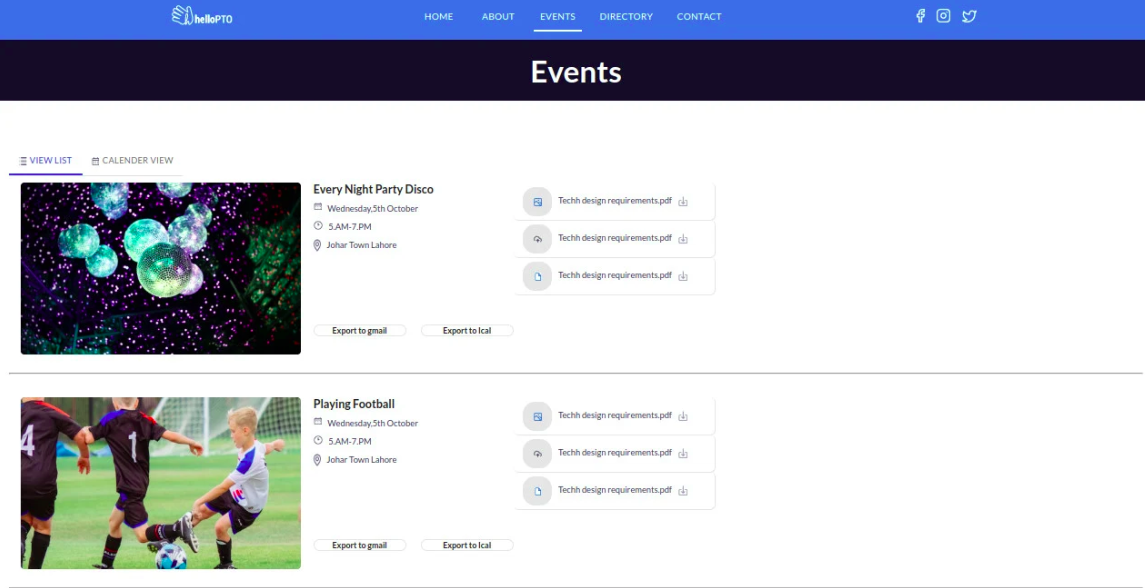 helloPTO
HOME ABOUT EVENTS DIRECTORY CONTACT
Events
VIEW LIST CALENDER VIEW
Every Night Party Disco
Wednesday,5th October
5.AM-7.PM
Johar Town Lahore
Export to gmail Export to Ical
Techh design requirements.pdf
Techh design requirements.pdf
Techh design requirements.pdf
4 1
Playing Football
Wednesday,5th October
5.AM-7.PM
Johar Town Lahore
Export to gmail Export to Ical
Techh design requirements.pdf
Techh design requirements.pdf
Techh design requirements.pdf